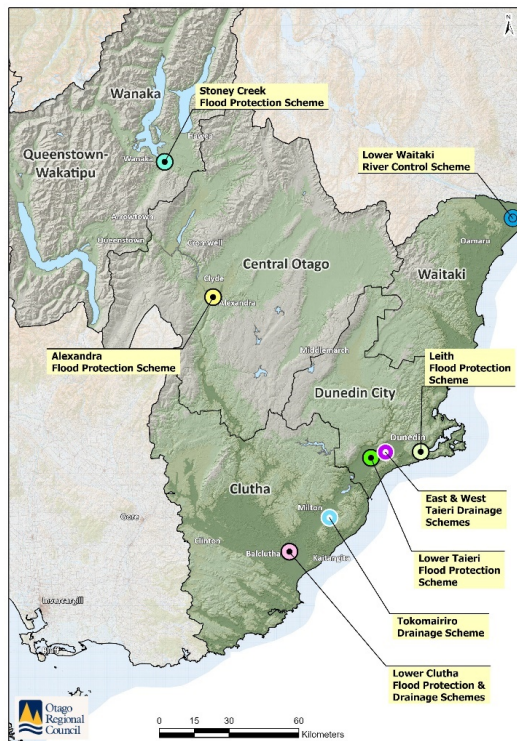 N
Wanaka
Stoney Creek
Flood Protection Scheme
Hawea
Wanaka
Queenstown-
Wakatipu
Lower Waitaki
River Control Scheme
Arrowtown
Queenstown
Cromwell
Oamaru
Waitaki
Central Otago
Clyde
Alexandra
Alexandra
Flood Protection Scheme
Middlemarch
Leith
Flood Protection
Scheme
Dunedin City
Dunedin
Clutha
East & West
Taieri Drainage
Schemes
Milton
Gore
Clinton
Balclutha
Kaitangata
Lower Taieri
Flood Protection
Scheme
Invercargill
Tokomairiro
Drainage Scheme
Lower Clutha
Flood Protection &
Drainage Schemes
Otago
Regional
Council
0 15 30 60
Kilometers